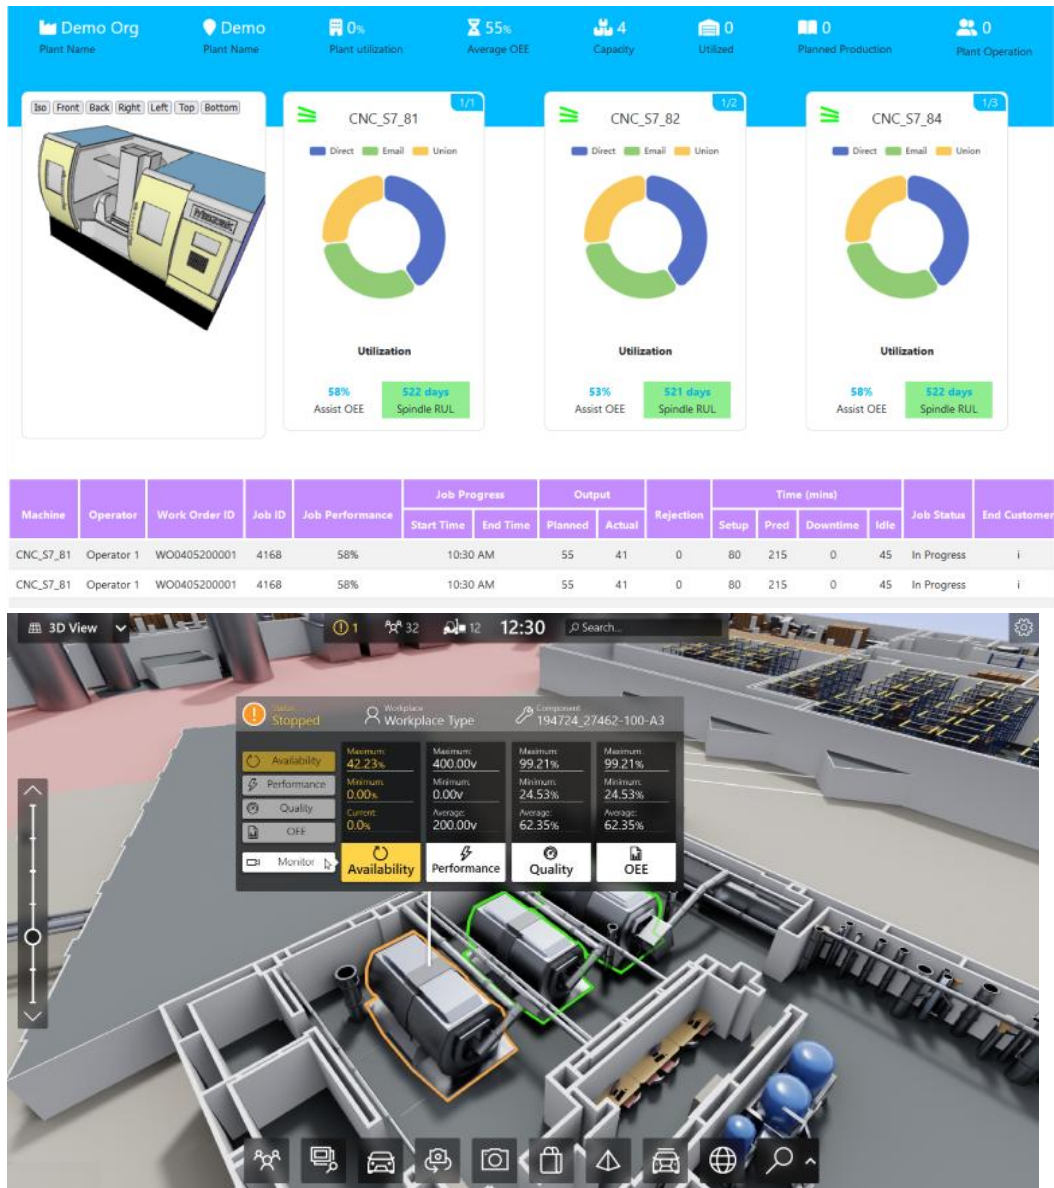 Demo Org
Plant Name
Demo
Plant Name
0%
Plant utilization
55%
Average OEE
4
Capacity
0
Utilized
0
Planned Production
0
Plant Operation
Iso Front Back Right Left Top Bottom
1/1
CNC_S7_81
Direct Email Union
Utilization
58%
Assist OEE
522 days
Spindle RUL
1/2
CNC_S7_82
Direct Email Union
Utilization
53%
Assist OEE
521 days
Spindle RUL
1/3
CNC_S7_84
Direct Email Union
Utilization
58%
Assist OEE
522 days
Spindle RUL
Machine Operator Work Order ID Job ID Job Performance Job Progress Output Rejection Time (mins) Job Status End Customer
Start Time End Time Planned Actual Setup Pred Downtime Idle
CNC_S7_81 Operator 1 WO0405200001 4168 58% 10:30 AM 55 41 0 80 215 0 45 In Progress i
CNC_S7_81 Operator 1 WO0405200001 4168 58% 10:30 AM 55 41 0 80 215 0 45 In Progress i
3D View 1 32 12 12:30 Search...
Status
Stopped
Workplace
Workplace Type
Component
194724_27462-100-A3
Availability
Performance
Quality
OEE
Monitor
Maximum:
42.23%
Minimum:
0.00%
Current:
0.0%
Availability
Maximum:
400.00v
Minimum:
0.00v
Average:
200.00v
Performance
Maximum:
99.21%
Minimum:
24.53%
Average:
62.35%
Quality
Maximum:
99.21%
Minimum:
24.53%
Average:
62.35%
OEE